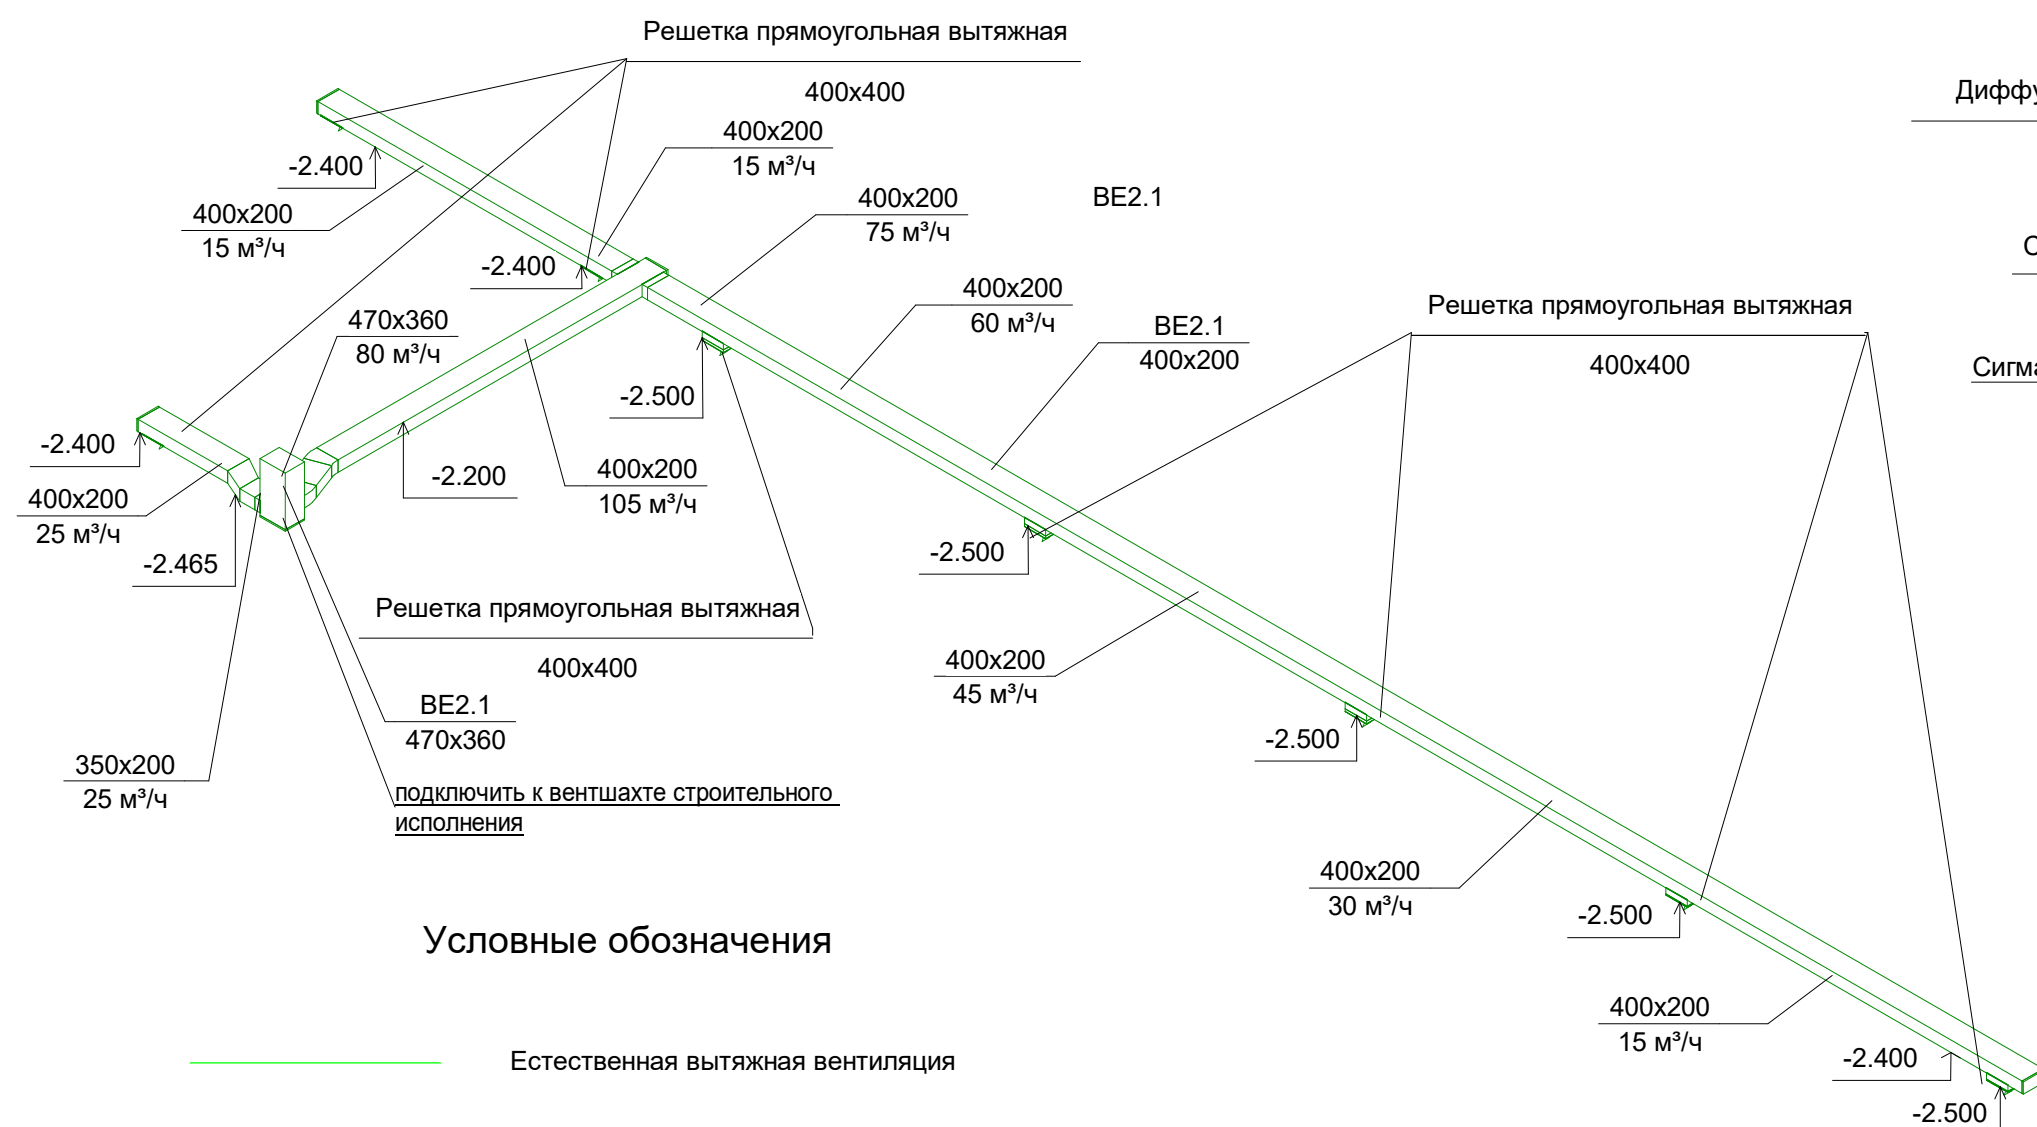 Решетка прямоугольная вытяжная
400x400
Диффу
400x200
15 м³/ч
-2.400
400x200
15 м³/ч
400x200
75 м³/ч
ВЕ2.1
-2.400
С
400x200
60 м³/ч
Решетка прямоугольная вытяжная
400x400
470x360
80 м³/ч
ВЕ2.1
400x200
Сигма
-2.500
-2.400
-2.200
400x200
105 м³/ч
400x200
25 м³/ч
-2.465
-2.500
Решетка прямоугольная вытяжная
400x400
400x200
45 м³/ч
ВЕ2.1
470x360
-2.500
350x200
25 м³/ч
подключить к вентшахте строительного
исполнения
400x200
30 м³/ч
-2.500
Условные обозначения
400x200
15 м³/ч
-2.400
Естественная вытяжная вентиляция
-2.500